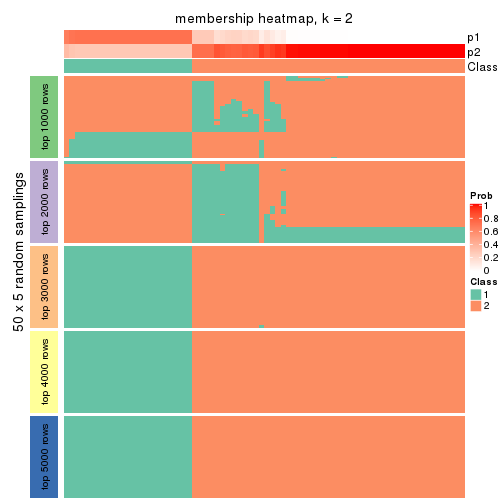 membership heatmap, k = 2
p1
p2
Class
50 x 5 random samplings
top 1000 rows
top 2000 rows
top 3000 rows
top 4000 rows
top 5000 rows
Prob
1
0.8
0.6
0.4
0.2
0
Class
1
2